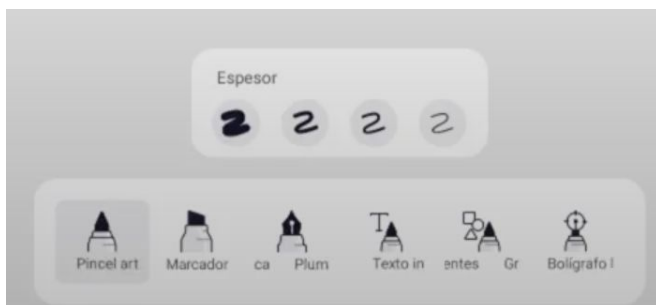 Espesor
Pincel art
Marcador
ca Plum
Texto in
entes Gr
Bolígrafo l